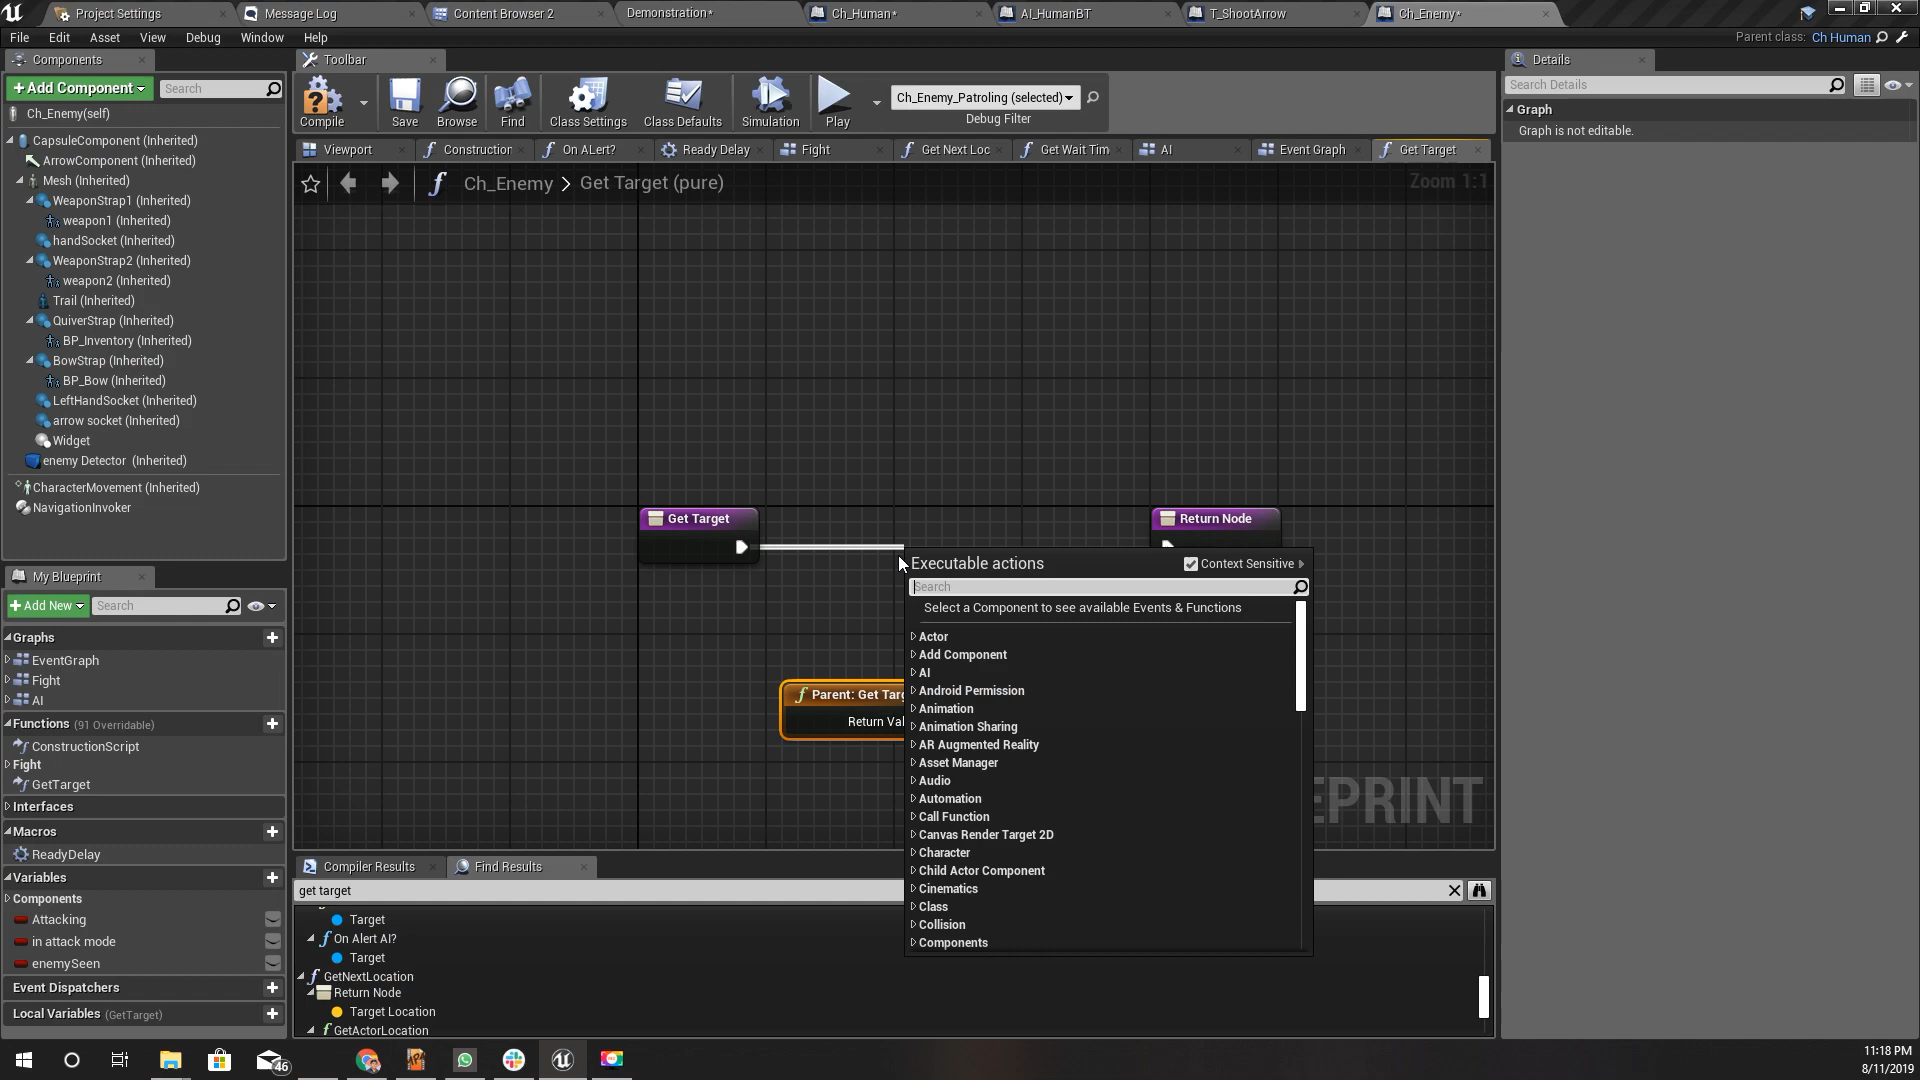 Project Settings
Message Log
Content Browser 2
Demonstration*
Ch_Human*
AI_HumanBT
T_ShootArrow
Ch_Enemy*
File Edit Asset View Debug Window Help
Parent class: Ch Human
Components
Toolbar
Details
+Add Component
Search
Compile
Save
Browse
Find
Class Settings
Class Defaults
Simulation
Play
Ch_Enemy_Patroling (selected)
Debug Filter
Search Details
Graph
Graph is not editable.
Ch_Enemy(self)
CapsuleComponent (Inherited)
ArrowComponent (Inherited)
Mesh (Inherited)
WeaponStrap1 (Inherited)
weapon1 (Inherited)
handSocket (Inherited)
WeaponStrap2 (Inherited)
weapon2 (Inherited)
Trail (Inherited)
QuiverStrap (Inherited)
BP_Inventory (Inherited)
BowStrap (Inherited)
BP_Bow (Inherited)
LeftHandSocket (Inherited)
arrow socket (Inherited)
Widget
enemy Detector (Inherited)
CharacterMovement (Inherited)
NavigationInvoker
Viewport
Construction
On ALert?
Ready Delay
Fight
Get Next Loc
Get Wait Tim
AI
Event Graph
Get Target
Ch_Enemy > Get Target (pure)
Zoom 1:1
Get Target
Return Node
Parent: Get Targ
Return Val
Executable actions
Context Sensitive
Search
Select a Component to see available Events & Functions
Actor
Add Component
AI
Android Permission
Animation
Animation Sharing
AR Augmented Reality
Asset Manager
Audio
Automation
Call Function
Canvas Render Target 2D
Character
Child Actor Component
Cinematics
Class
Collision
Components
EPRINT
My Blueprint
+Add New
Search
Graphs
EventGraph
Fight
AI
Functions (91 Overridable)
ConstructionScript
Fight
GetTarget
Interfaces
Macros
ReadyDelay
Variables
Components
Attacking
in attack mode
enemySeen
Event Dispatchers
Local Variables (GetTarget)
Compiler Results
Find Results
get target
Target
On Alert AI?
Target
GetNextLocation
Return Node
Target Location
GetActorLocation
46
11:18 PM
8/11/2019